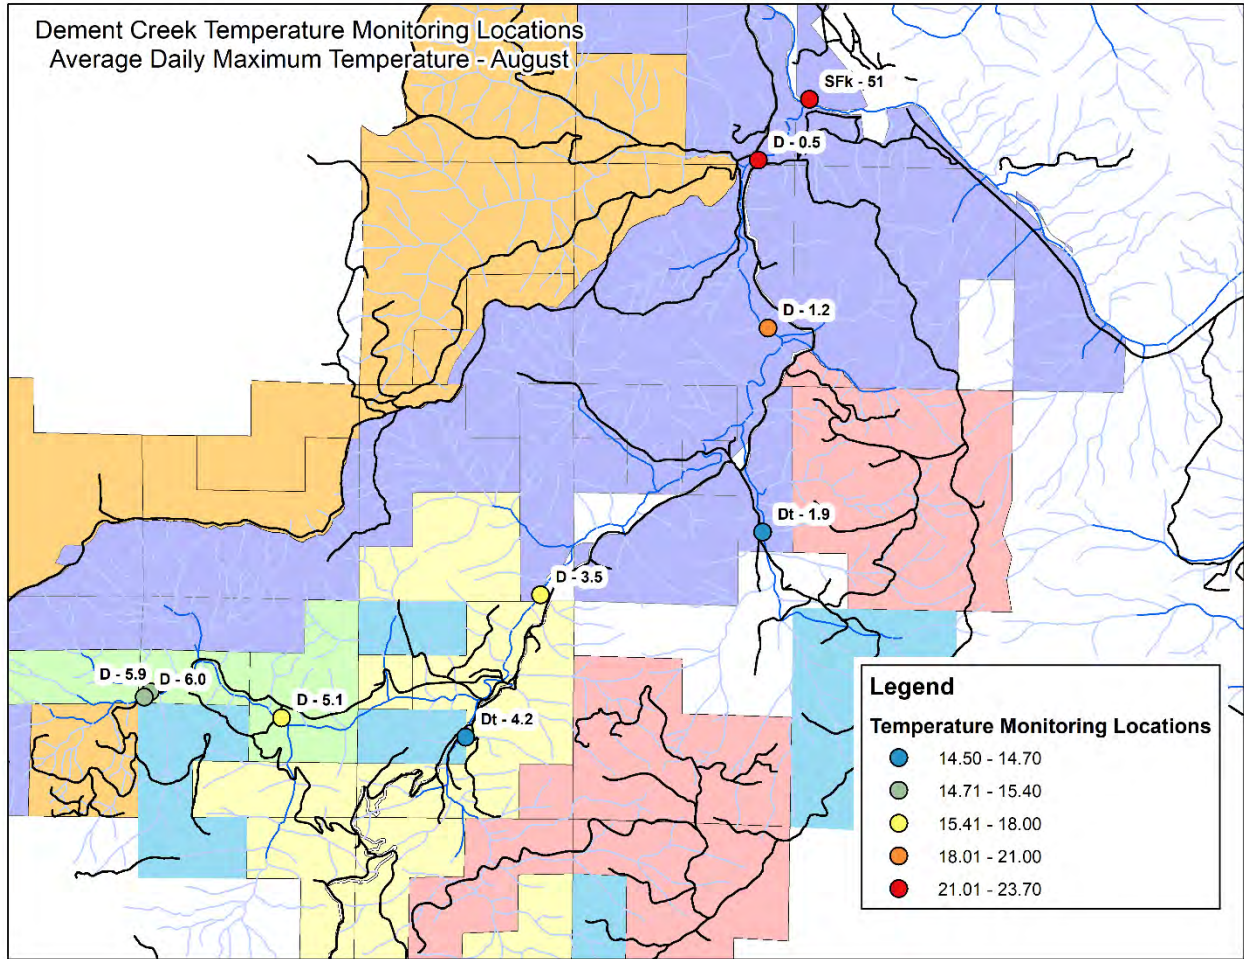 Dement Creek Temperature Monitoring Locations
Average Daily Maximum Temperature - August
SFk - 51
D - 0.5
D - 1.2
Dt - 1.9
D - 3.5
D - 5.9
D - 6.0
D - 5.1
Dt - 4.2
Legend
Temperature Monitoring Locations
14.50 - 14.70
14.71 - 15.40
15.41 - 18.00
18.01 - 21.00
21.01 - 23.70